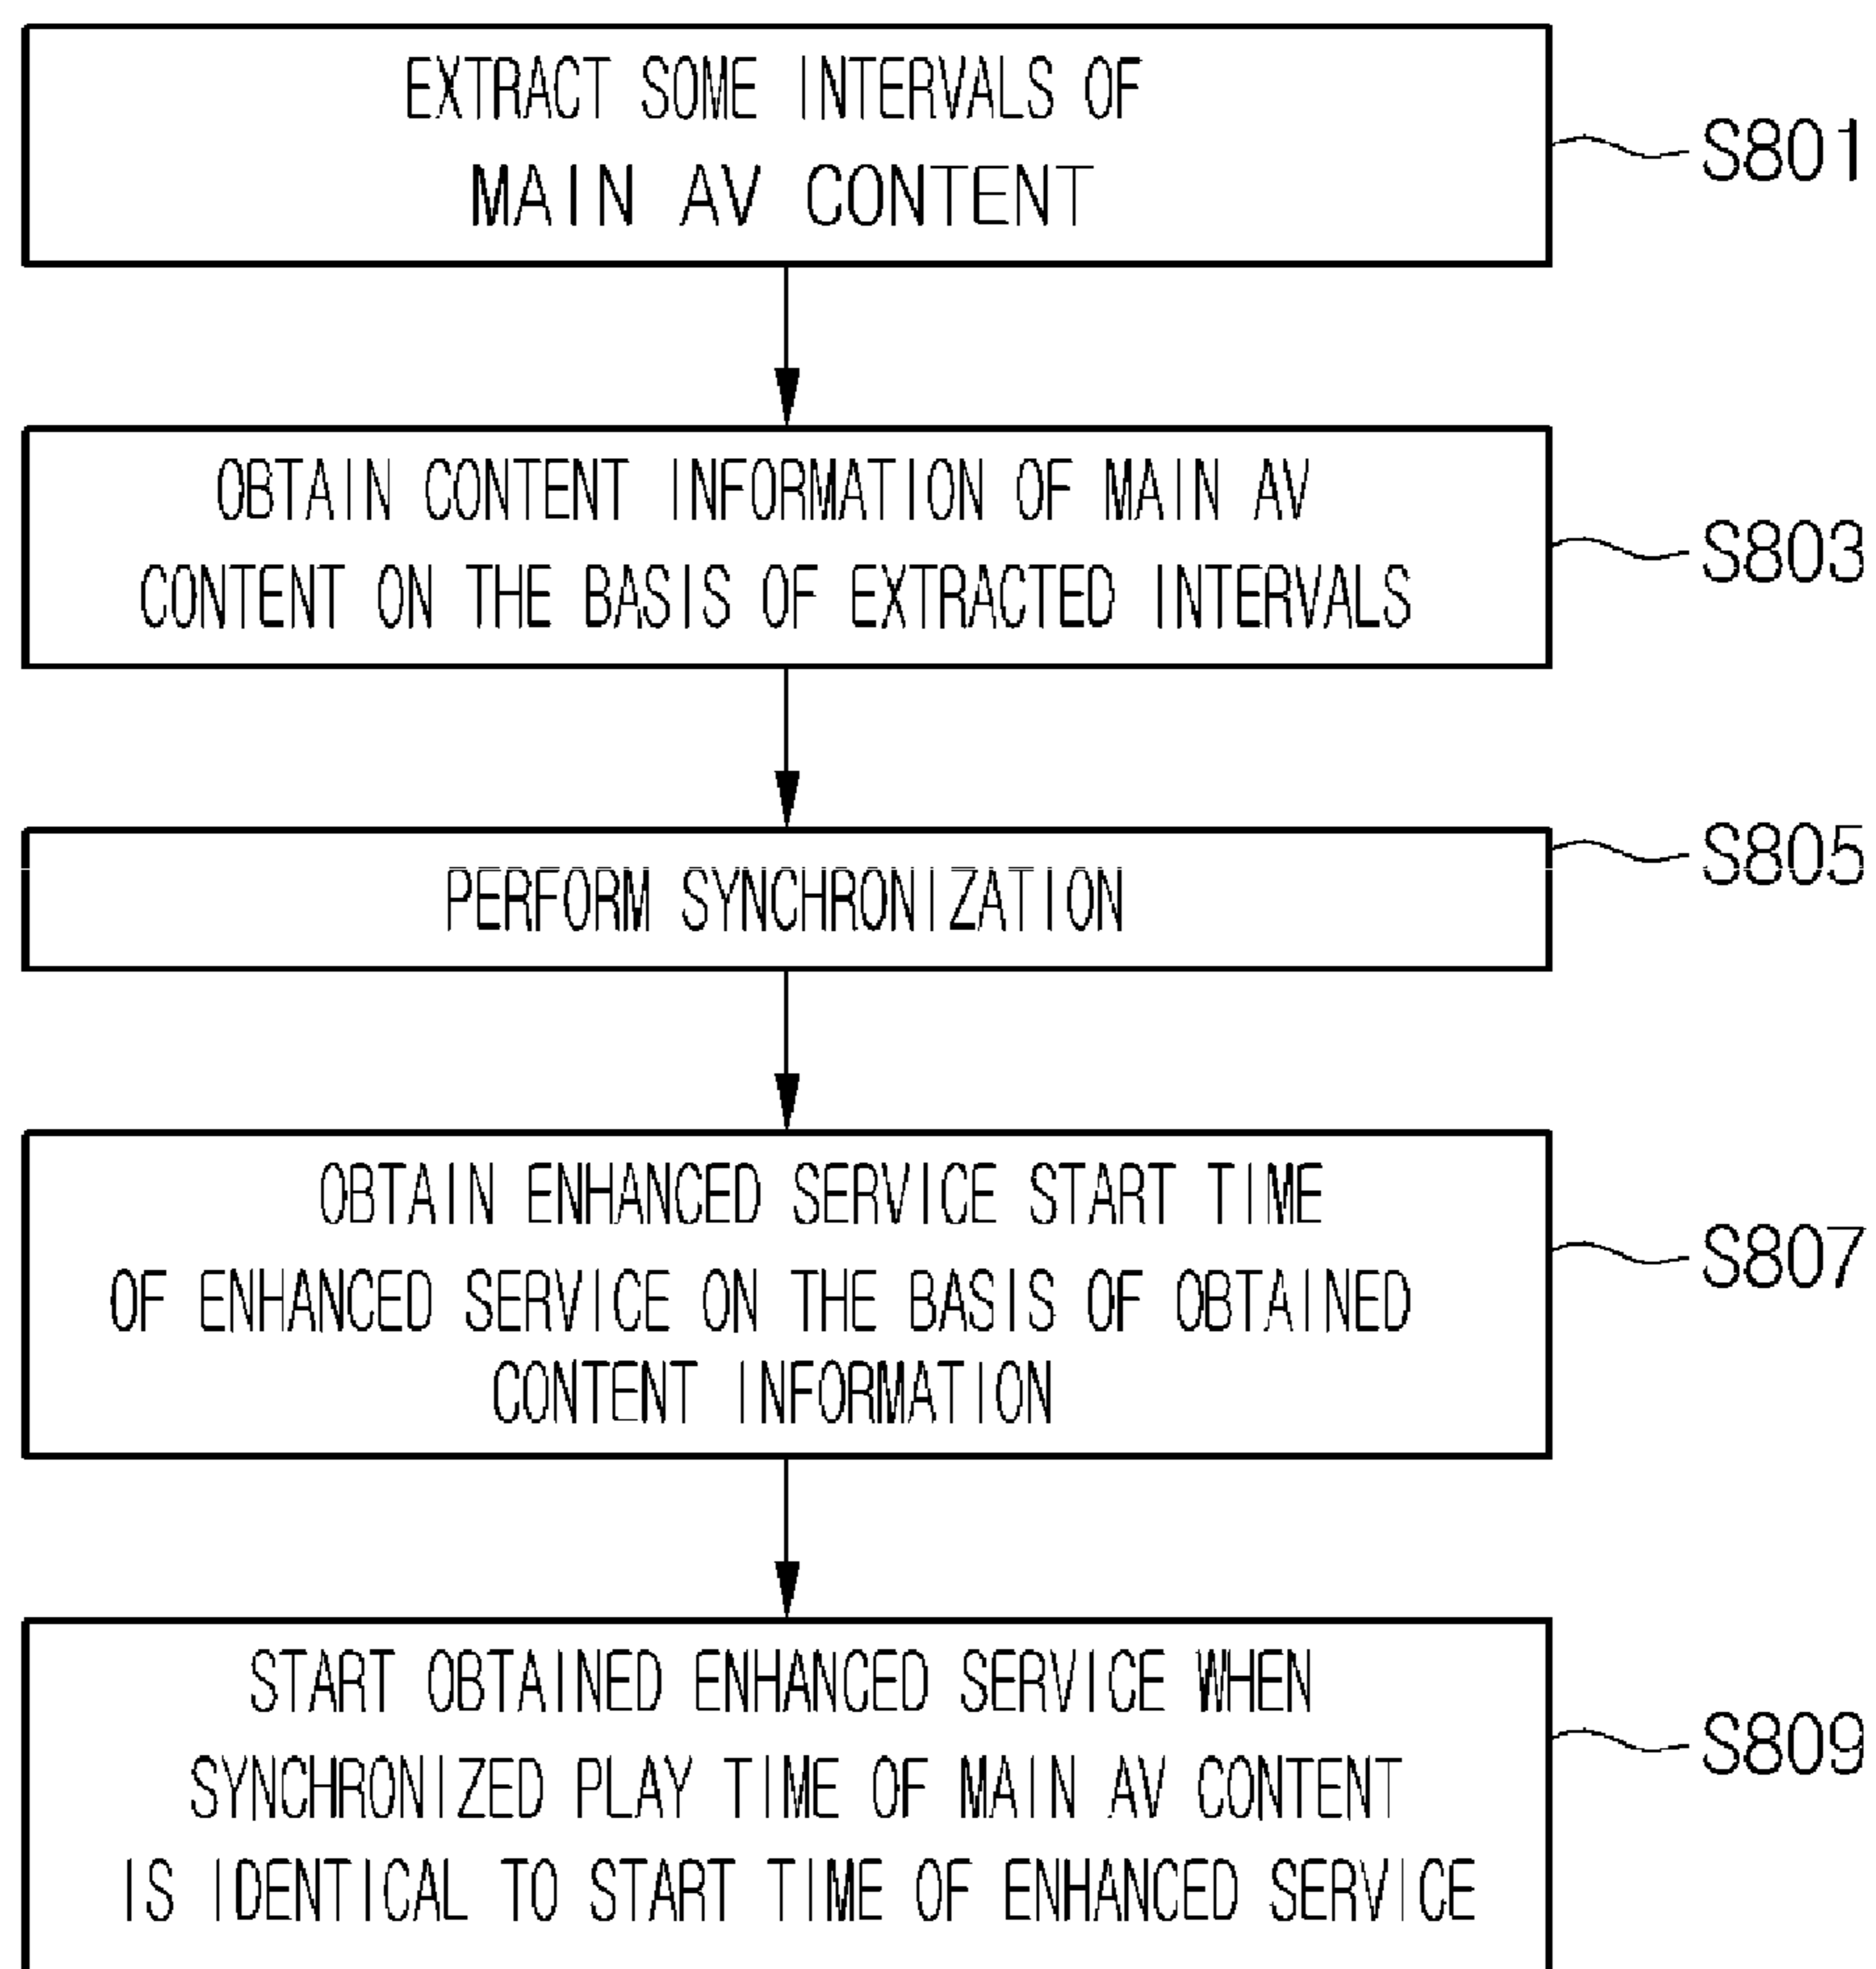 EXTRACT SOME INTERVALS OF
MAIN AV CONTENT
S801
OBTAIN CONTENT INFORMATION OF MAIN AV
CONTENT ON THE BASIS OF EXTRACTED INTERVALS
S803
PERFORM SYNCHRONIZATION
S805
OBTAIN ENHANCED SERVICE START TIME
OF ENHANCED SERVICE ON THE BASIS OF OBTAINED
CONTENT INFORMATION
S807
START OBTAINED ENHANCED SERVICE WHEN
SYNCHRONIZED PLAY TIME OF MAIN AV CONTENT
IS IDENTICAL TO START TIME OF ENHANCED SERVICE
S809